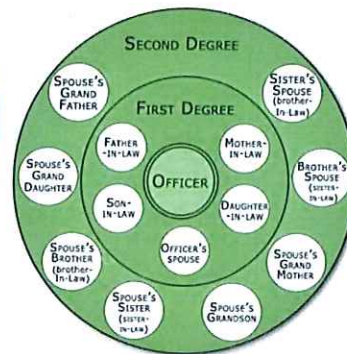 SECOND DEGREE
SPOUSE'S
GRAND
FATHER
SISTER'S
SPOUSE
(brother-
In-Law)
FIRST DEGREE
FATHER
-IN-LAW
MOTHER-
IN-LAW
SPOUSE'S
GRAND
DAUGHTER
OFFICER
BROTHER'S
SPOUSE
(SISTER-
IN-LAW)
SON-
IN-LAW
DAUGHTER
-IN-LAW
SPOUSE'S
BROTHER
(brother-
In-Law)
OFFICER'S
SPOUSE
SPOUSE'S
GRAND
MOTHER
SPOUSE'S
SISTER
(SISTER-
IN-LAW)
SPOUSE'S
GRANDSON